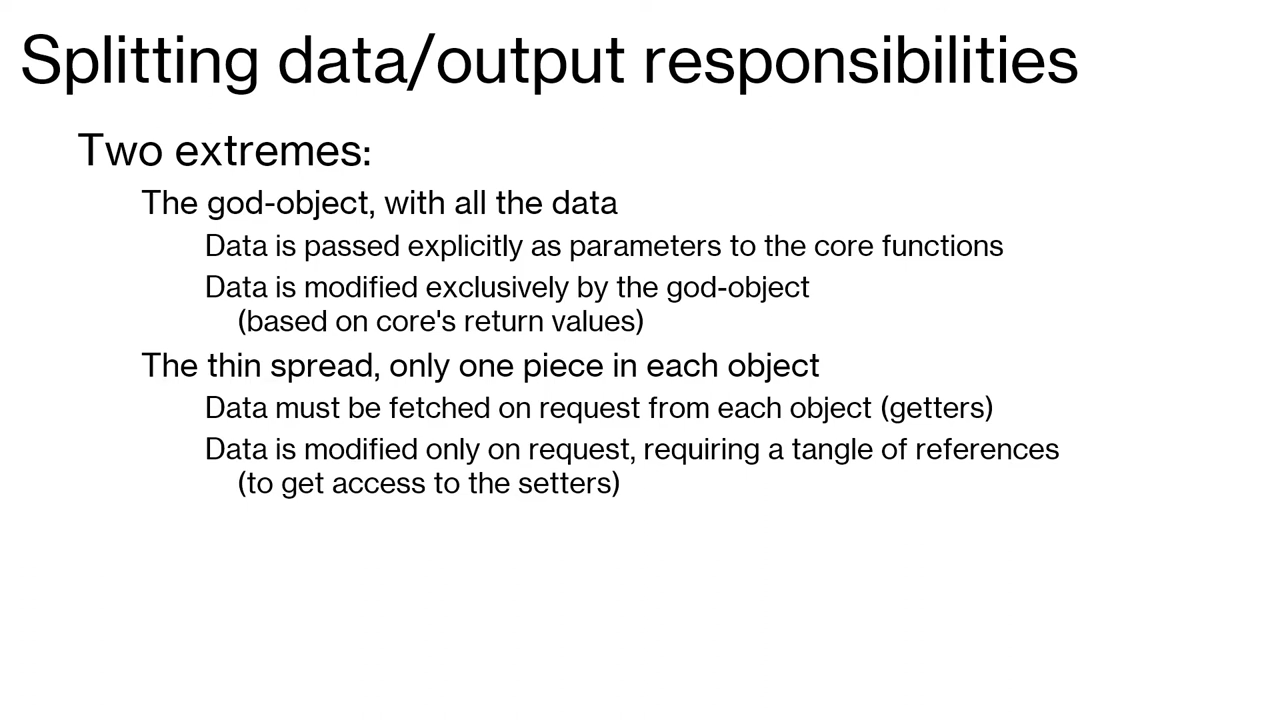 Splitting data/output responsibilities
Two extremes:
The god-object, with all the data
Data is passed explicitly as parameters to the core functions
Data is modified exclusively by the god-object
(based on core's return values)
The thin spread, only one piece in each object
Data must be fetched on request from each object (getters)
Data is modified only on request, requiring a tangle of references
(to get access to the setters)